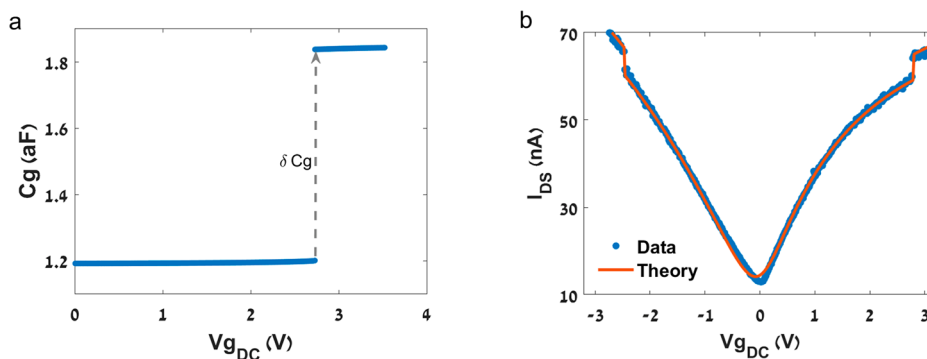 a
1.8
1.6
1.4
1.2
Cg (aF)
δ Cg
0
1
2
3
4
Vg_DC (V)
b
70
50
30
10
I_DS (nA)
Data
Theory
-3
-2
-1
0
1
2
3
Vg_DC (V)